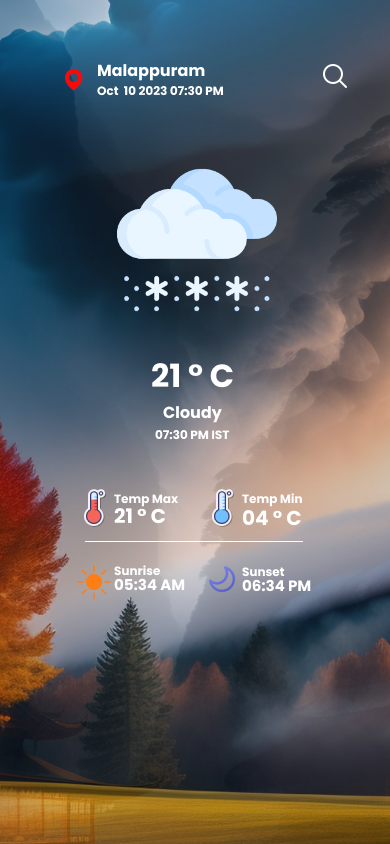 Malappuram
Oct 10 2023 07:30 PM
21 º C
Cloudy
07:30 PM IST
Temp Max
21 º C
Temp Min
04 º C
Sunrise
05:34 AM
Sunset
06:34 PM